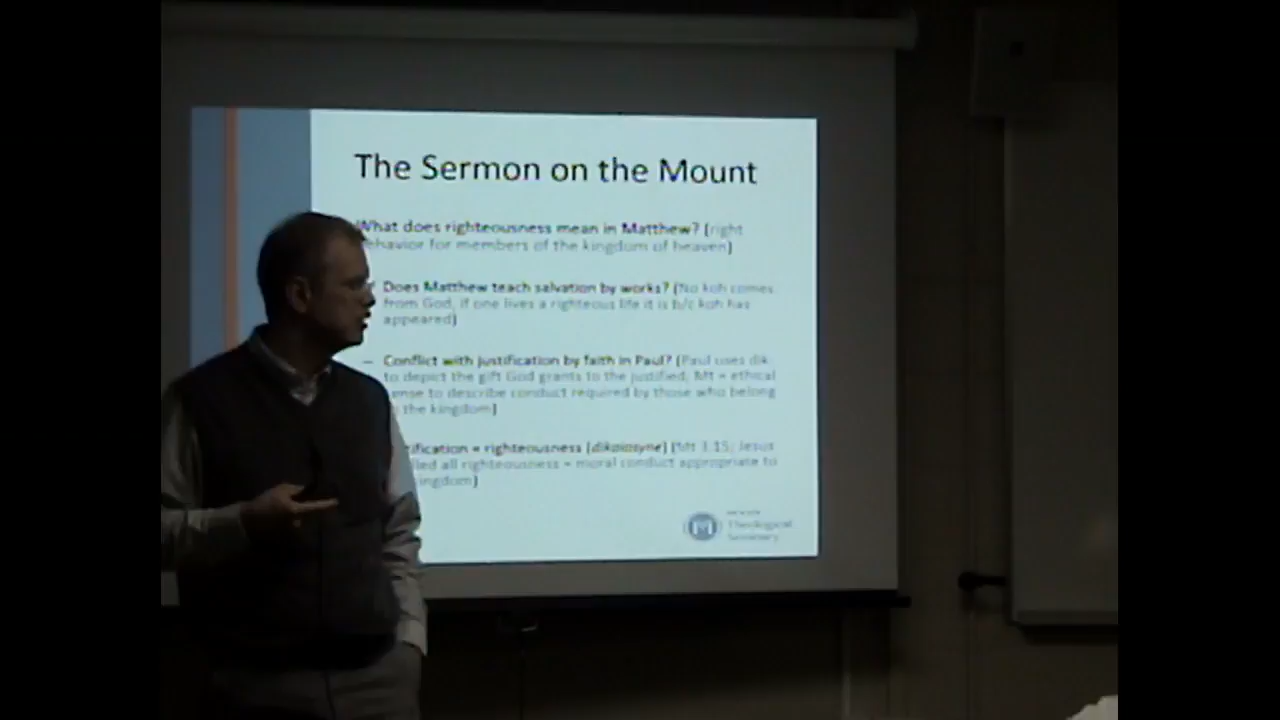 The Sermon on the Mount
What does righteousness mean in Matthew? (right
behavior for members of the kingdom of heaven)
Does Matthew teach salvation by works? (No koh comes
from God, if one lives a righteous life it is b/c koh has
appeared)
– Conflict with justification by faith in Paul? (Paul uses dik
to depict the gift God grants to the justified, Mt = ethical
sense to describe conduct required by those who belong
the kingdom)
tification = righteousness [dikaiosyne] (Mt 3.15; Jesus
lled all righteousness = moral conduct appropriate to
ingdom)
Theological
Seminary